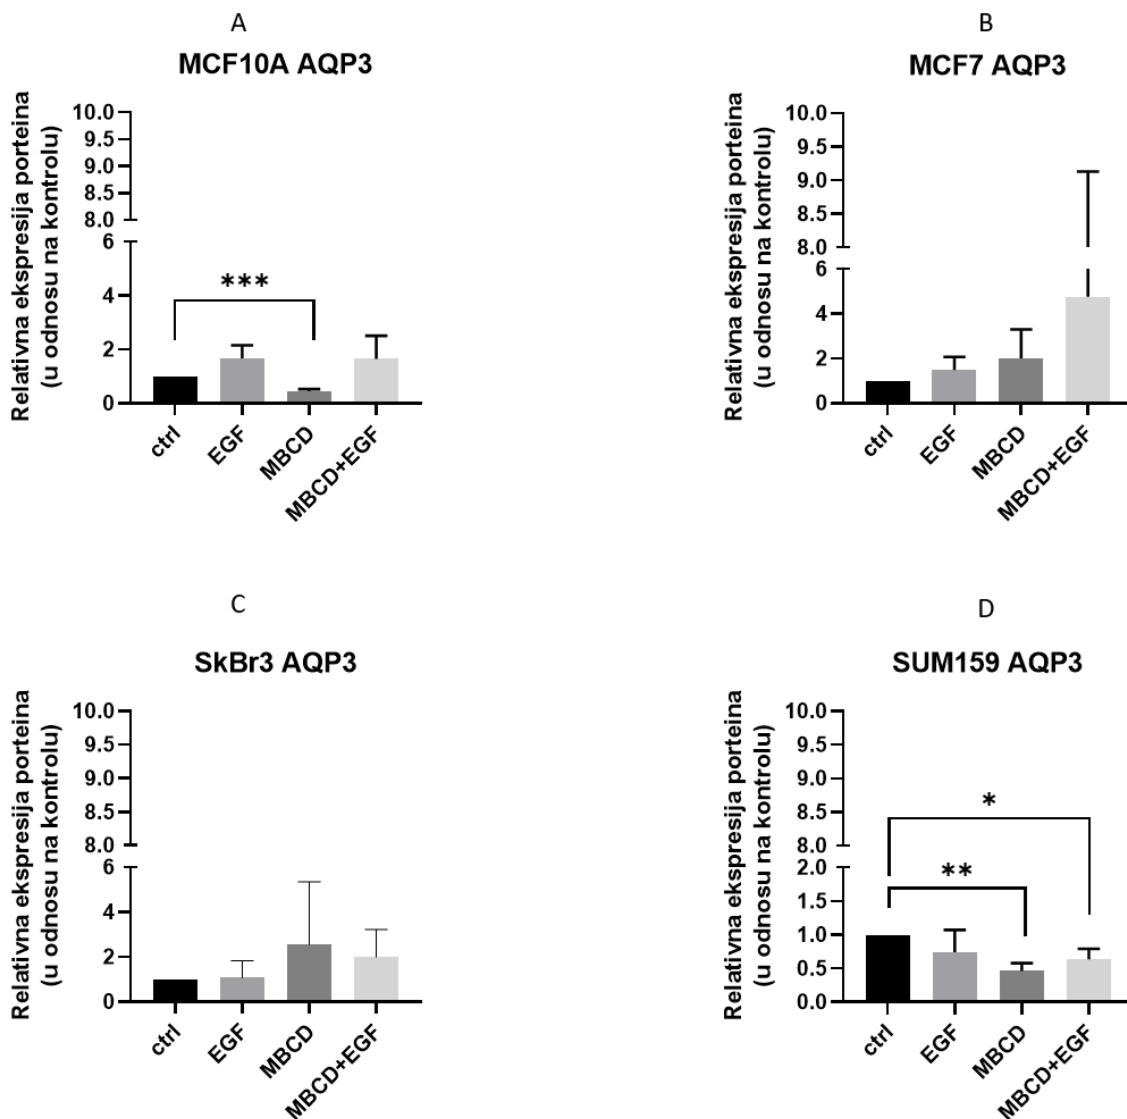 A
MCF10A AQP3
Relativna ekspresija porteina
(u odnosu na kontrolu)
10.0
9.5
9.0
8.5
8.0
6
4
2
0
***
ctrl
EGF
MBCD
MBCD+EGF
B
MCF7 AQP3
Relativna ekspresija porteina
(u odnosu na kontrolu)
10.0
9.5
9.0
8.5
8.0
6
4
2
0
ctrl
EGF
MBCD
MBCD+EGF
C
SkBr3 AQP3
Relativna ekspresija porteina
(u odnosu na kontrolu)
10.0
9.5
9.0
8.5
8.0
6
4
2
0
ctrl
EGF
MBCD
MBCD+EGF
D
SUM159 AQP3
Relativna ekspresija porteina
(u odnosu na kontrolu)
10.0
9.5
9.0
8.5
8.0
2.0
1.5
1.0
0.5
0.0
*
**
ctrl
EGF
MBCD
MBCD+EGF